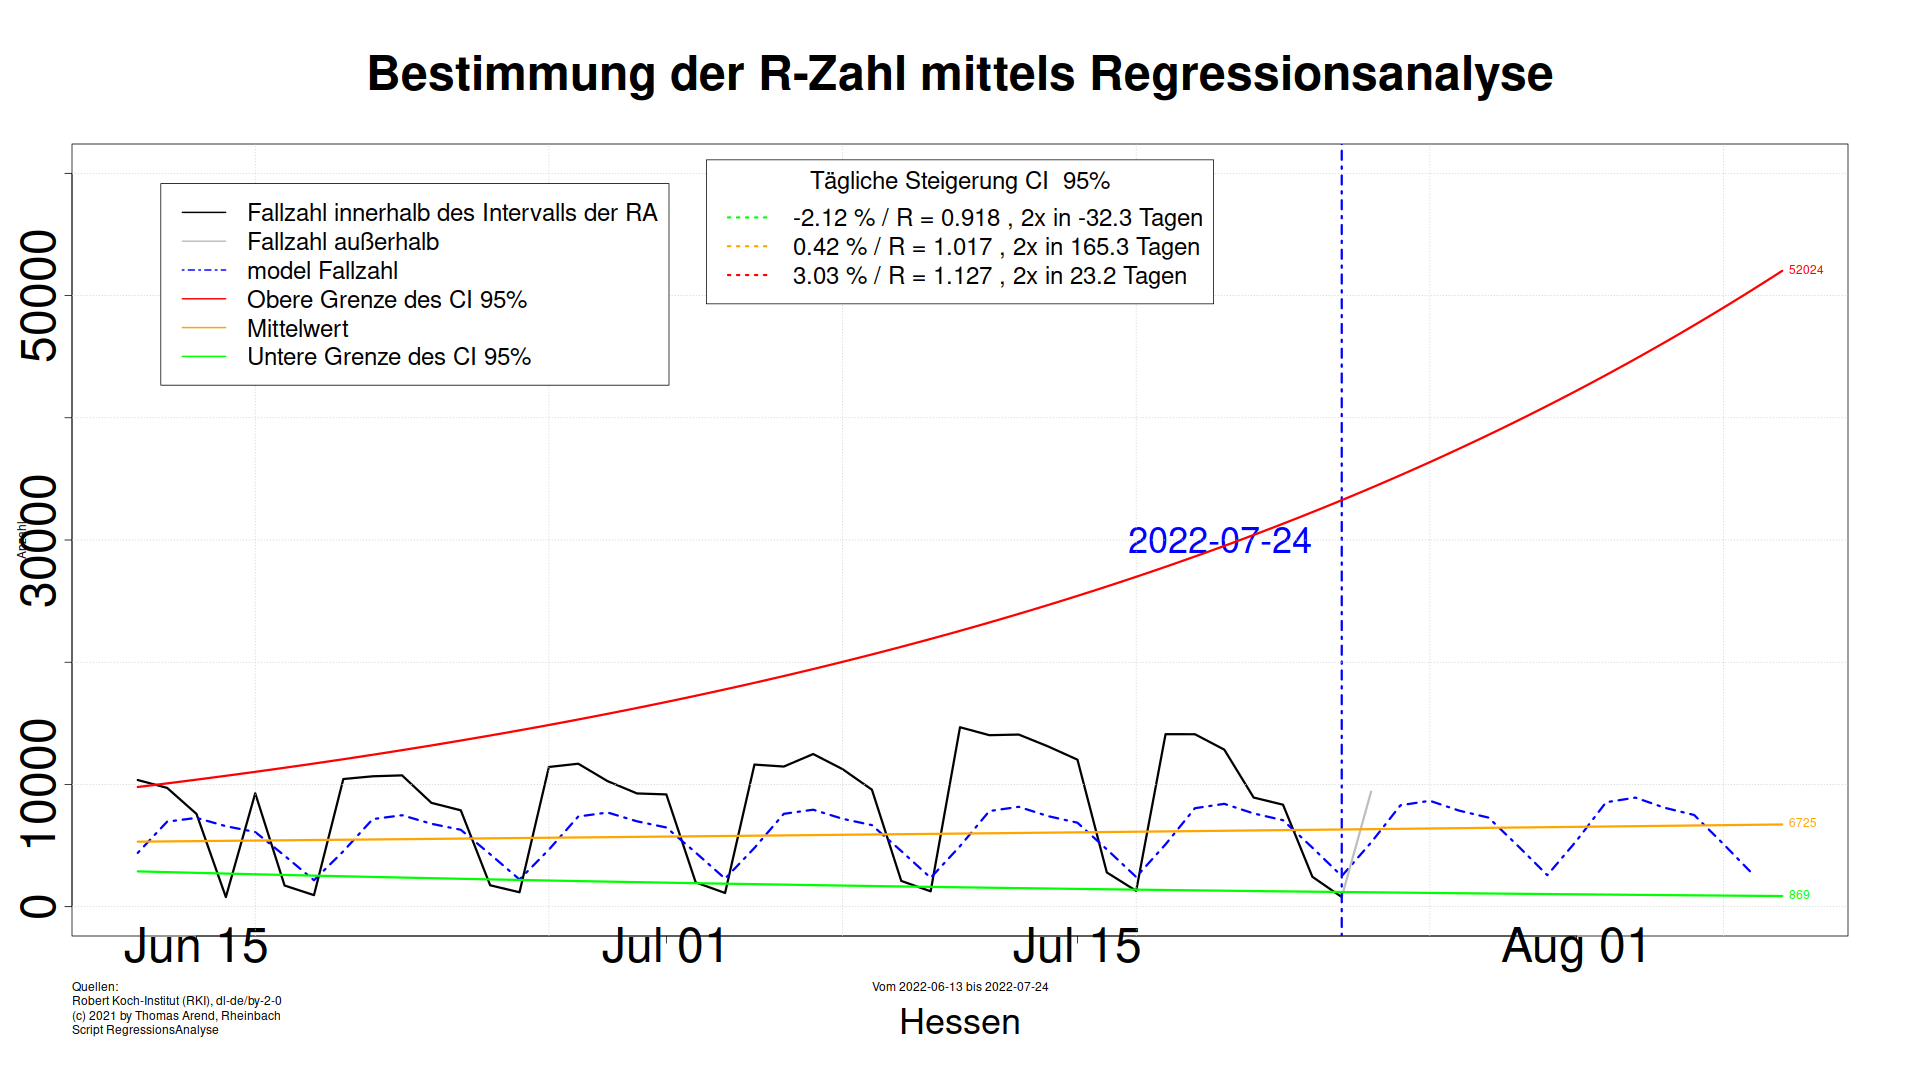 Bestimmung der R-Zahl mittels Regressionsanalyse
Fallzahl innerhalb des Intervalls der RA
Fallzahl außerhalb
model Fallzahl
Obere Grenze des CI 95%
Mittelwert
Untere Grenze des CI 95%
Tägliche Steigerung CI  95%
-2.12 % / R = 0.918 , 2x in -32.3 Tagen
0.42 % / R = 1.017 , 2x in 165.3 Tagen
3.03 % / R = 1.127 , 2x in 23.2 Tagen
52024
50000
30000
10000
0
Anzahl
2022-07-24
6725
869
Jun 15
Jul 01
Jul 15
Aug 01
Quellen:
Robert Koch-Institut (RKI), dl-de/by-2-0
(c) 2021 by Thomas Arend, Rheinbach
Script RegressionsAnalyse
Vom 2022-06-13 bis 2022-07-24
Hessen